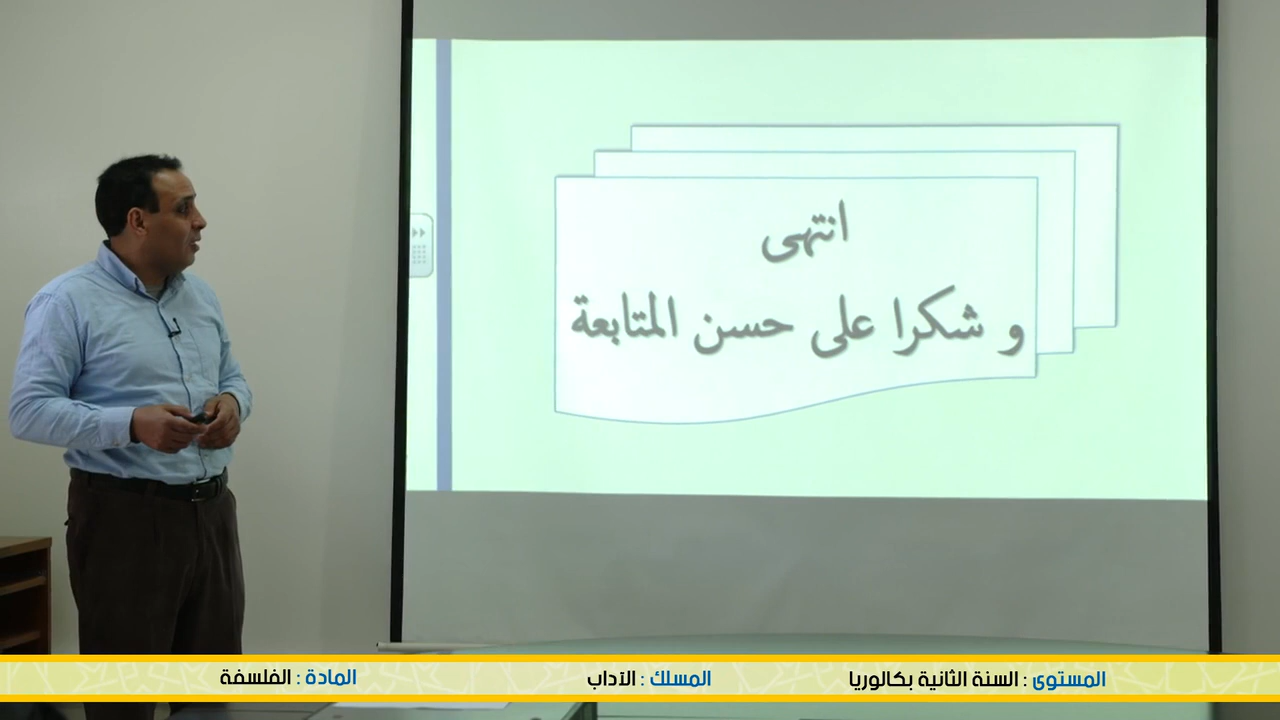 انتهى
و شكرا على حسن المتابعة
المستوى : السنة الثانية بكالوريا
المسلك : الآداب
المادة : الفلسفة